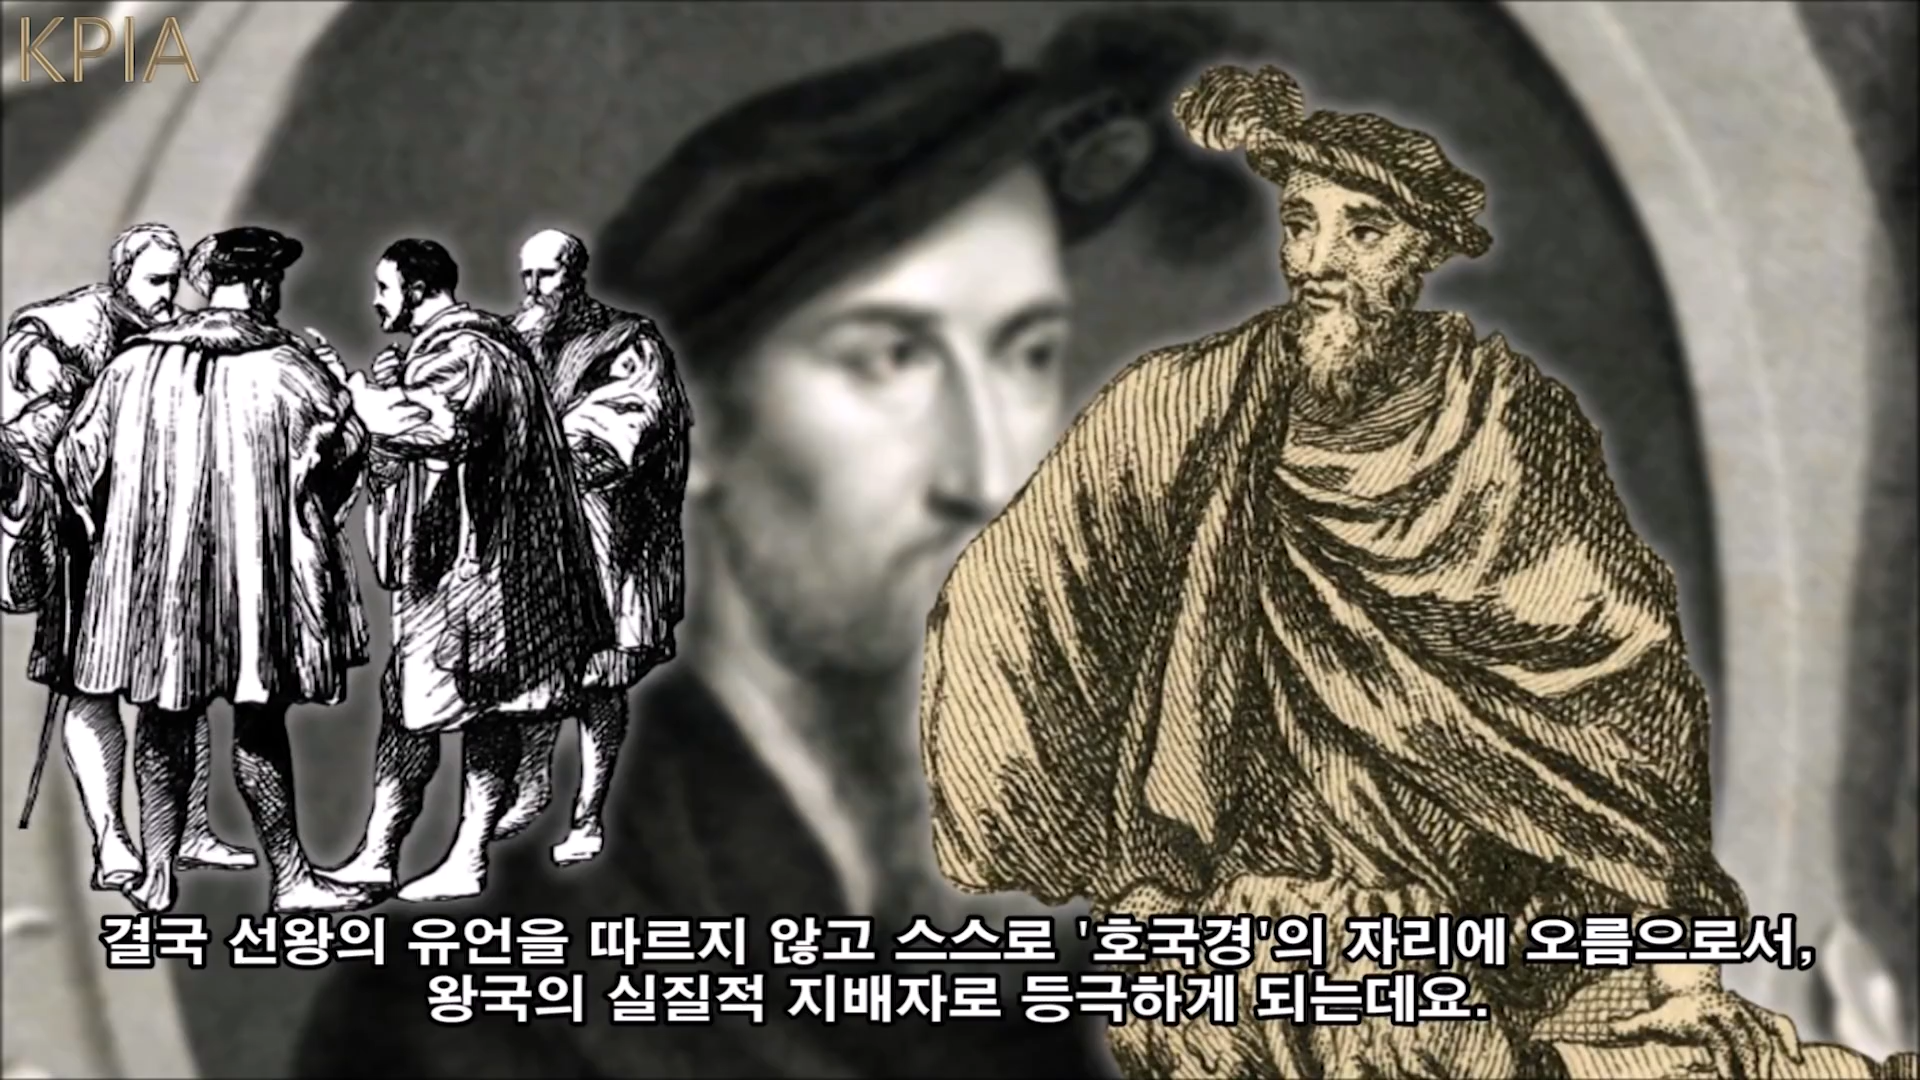 KPIA
결국 선왕의 유언을 따르지 않고 스스로 '호국경'의 자리에 오름으로서,
왕국의 실질적 지배자로 등극하게 되는데요.